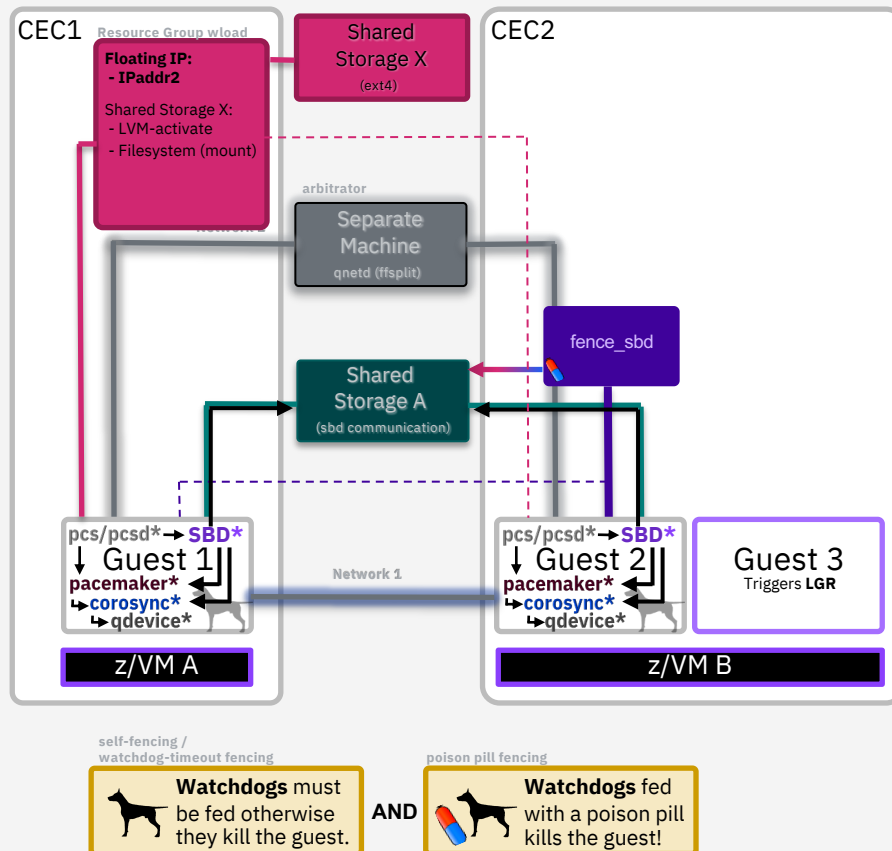 CEC1
Resource Group wload
Floating IP:
- IPaddr2
Shared Storage X:
- LVM-activate
- Filesystem (mount)
Shared
Storage X
(ext4)
CEC2
Network 2
arbitrator
Separate
Machine
qnetd (ffsplit)
fence_sbd
Shared
Storage A
(sbd communication)
pcs/pcsd* SBD*
Guest 1
pacemaker*
corosync*
qdevice*
Network 1
pcs/pcsd* SBD*
Guest 2
pacemaker*
corosync*
qdevice*
Guest 3
Triggers LGR
z/VM A
z/VM B
self-fencing /
watchdog-timeout fencing
Watchdogs must
be fed otherwise
they kill the guest.
AND
poison pill fencing
Watchdogs fed
with a poison pill
kills the guest!